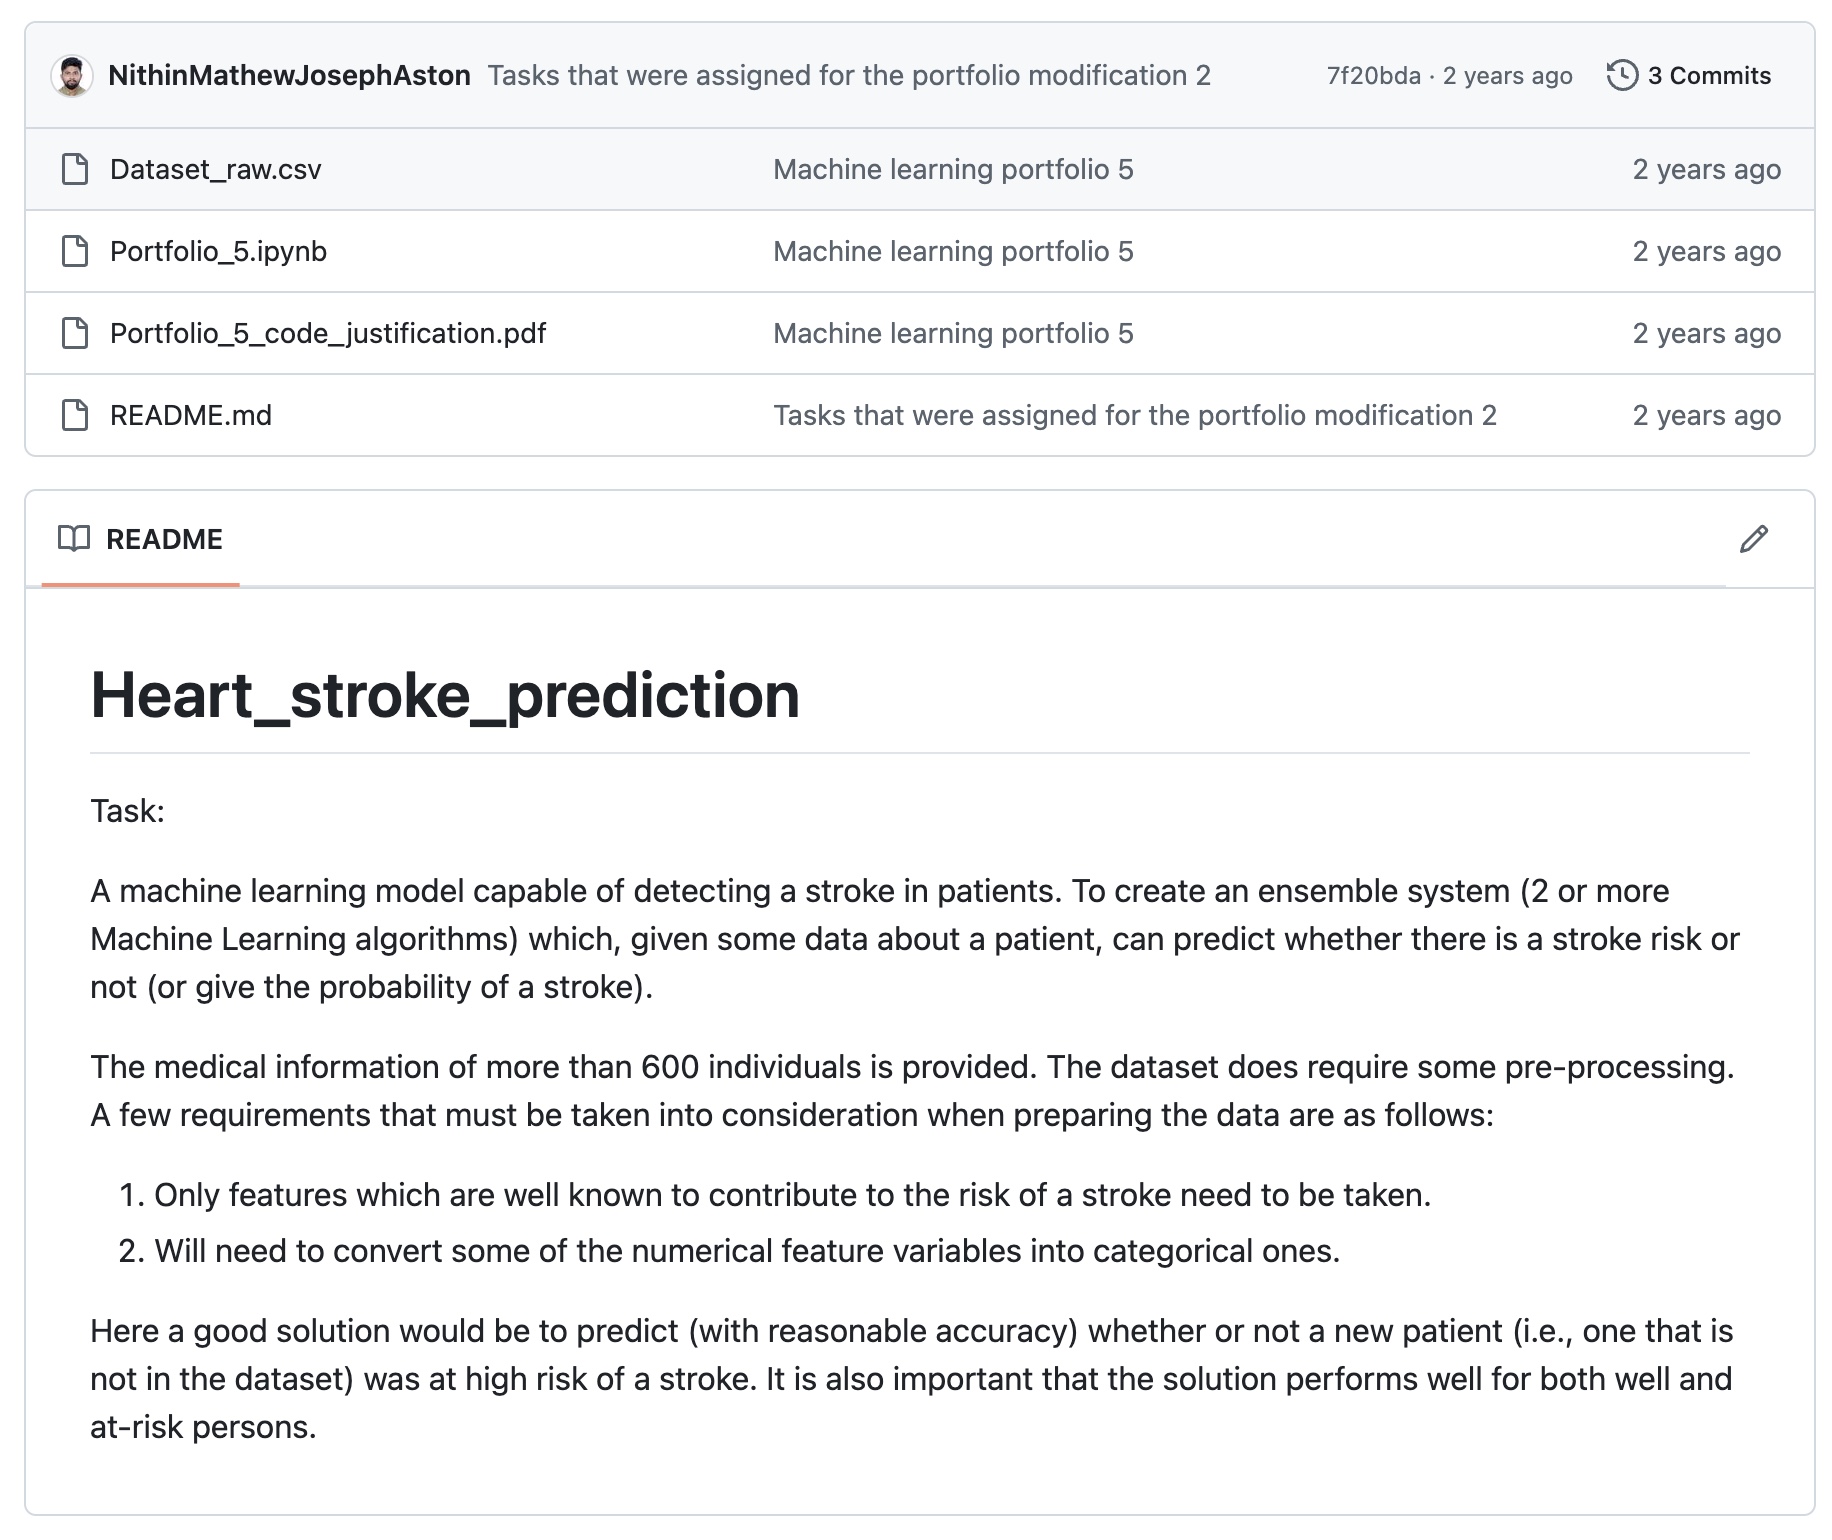 NithinMathewJosephAston Tasks that were assigned for the portfolio modification 2 7f20bda · 2 years ago 3 Commits
Dataset_raw.csv Machine learning portfolio 5 2 years ago
Portfolio_5.ipynb Machine learning portfolio 5 2 years ago
Portfolio_5_code_justification.pdf Machine learning portfolio 5 2 years ago
README.md Tasks that were assigned for the portfolio modification 2 2 years ago
README
Heart_stroke_prediction
Task:
A machine learning model capable of detecting a stroke in patients. To create an ensemble system (2 or more
Machine Learning algorithms) which, given some data about a patient, can predict whether there is a stroke risk or
not (or give the probability of a stroke).
The medical information of more than 600 individuals is provided. The dataset does require some pre-processing.
A few requirements that must be taken into consideration when preparing the data are as follows:
1. Only features which are well known to contribute to the risk of a stroke need to be taken.
2. Will need to convert some of the numerical feature variables into categorical ones.
Here a good solution would be to predict (with reasonable accuracy) whether or not a new patient (i.e., one that is
not in the dataset) was at high risk of a stroke. It is also important that the solution performs well for both well and
at-risk persons.